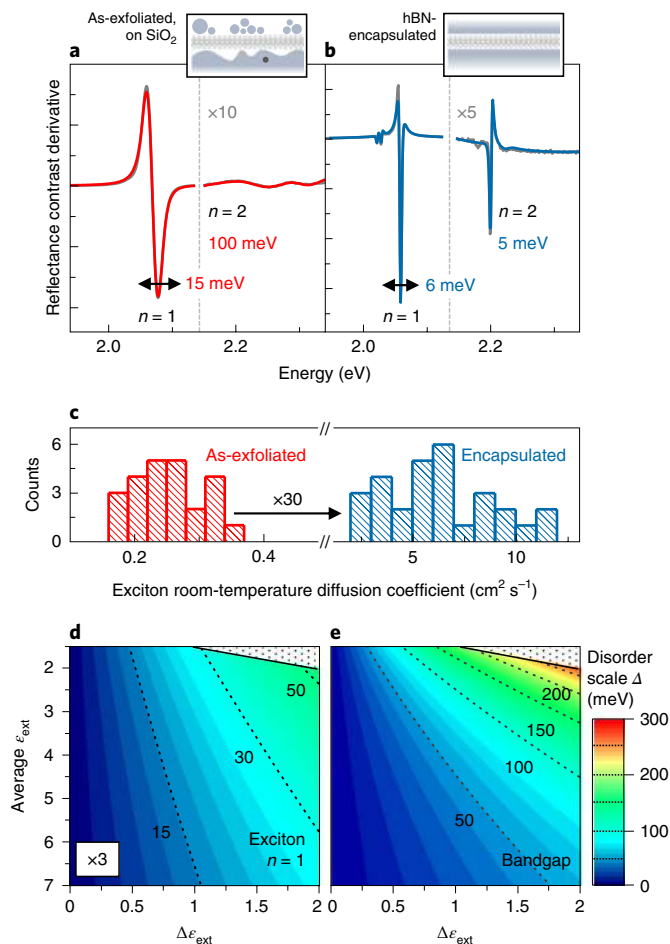 As-exfoliated,
on SiO₂
hBN-
encapsulated
a
b
Reflectance contrast derivative
×10
×5
n = 2
100 meV
15 meV
n = 1
n = 2
5 meV
6 meV
n = 1
2.0
2.2
2.0
2.2
Energy (eV)
c
Counts
6
3
0
As-exfoliated
×30
Encapsulated
//
//
0.2
0.4
5
10
Exciton room-temperature diffusion coefficient (cm² s⁻¹)
d
e
Average εext
2
3
4
5
6
7
50
30
15
Exciton
n = 1
×3
200
150
100
50
Bandgap
Disorder
scale Δ
(meV)
300
200
100
0
0
0.5
1.0
1.5
2
0
0.5
1.0
1.5
2
Δεext
Δεext